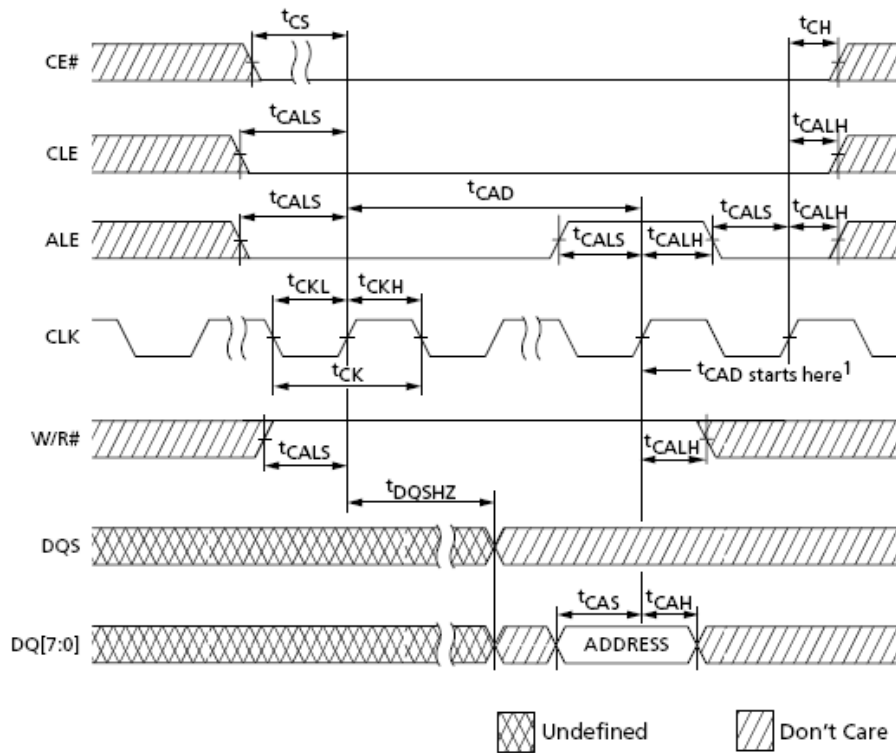 tCS
tCH
CE#
tCALS
tCALH
CLE
tCAD
tCALS
tCALS
tCALH
ALE
tCALS
tCALH
tCKL
tCKH
CLK
tCK
tCAD starts here1
W/R#
tCALS
tCALH
tDQSHZ
DQS
tCAS
tCAH
DQ[7:0]
ADDRESS
Undefined
Don't Care